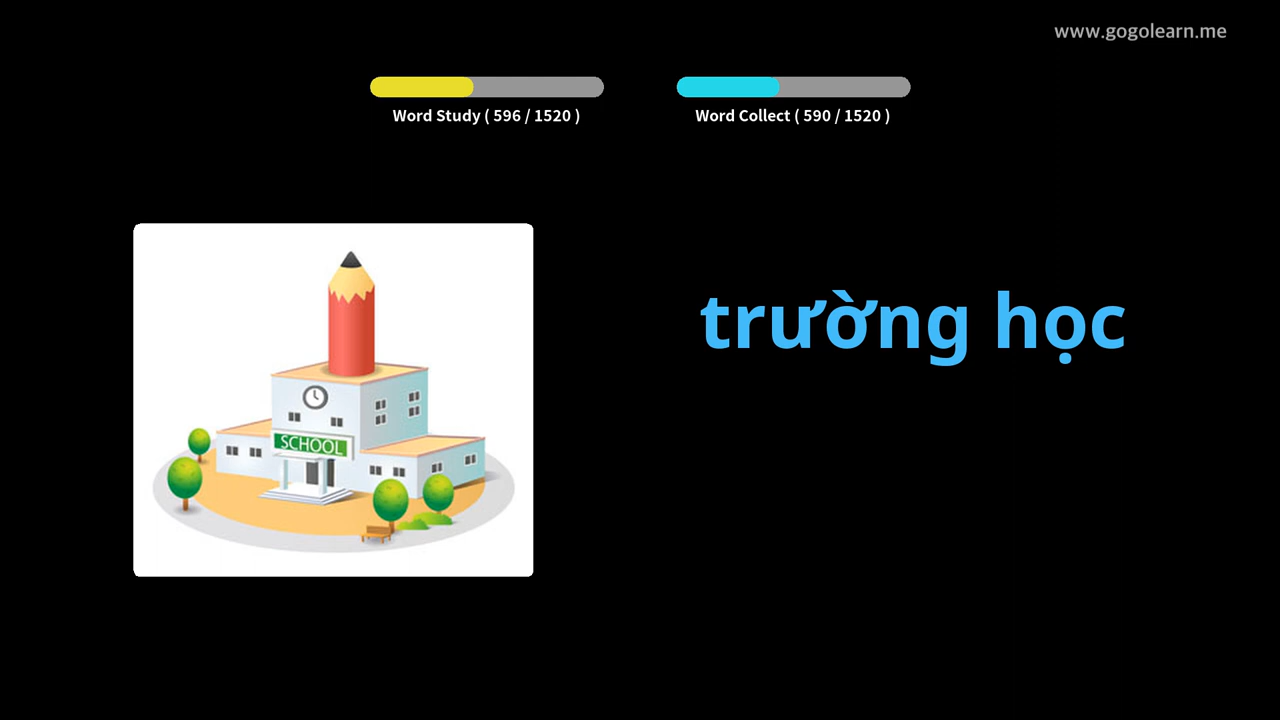 www.gogolearn.me
Word Study ( 596 / 1520 )
Word Collect ( 590 / 1520 )
SCHOOL
trường học